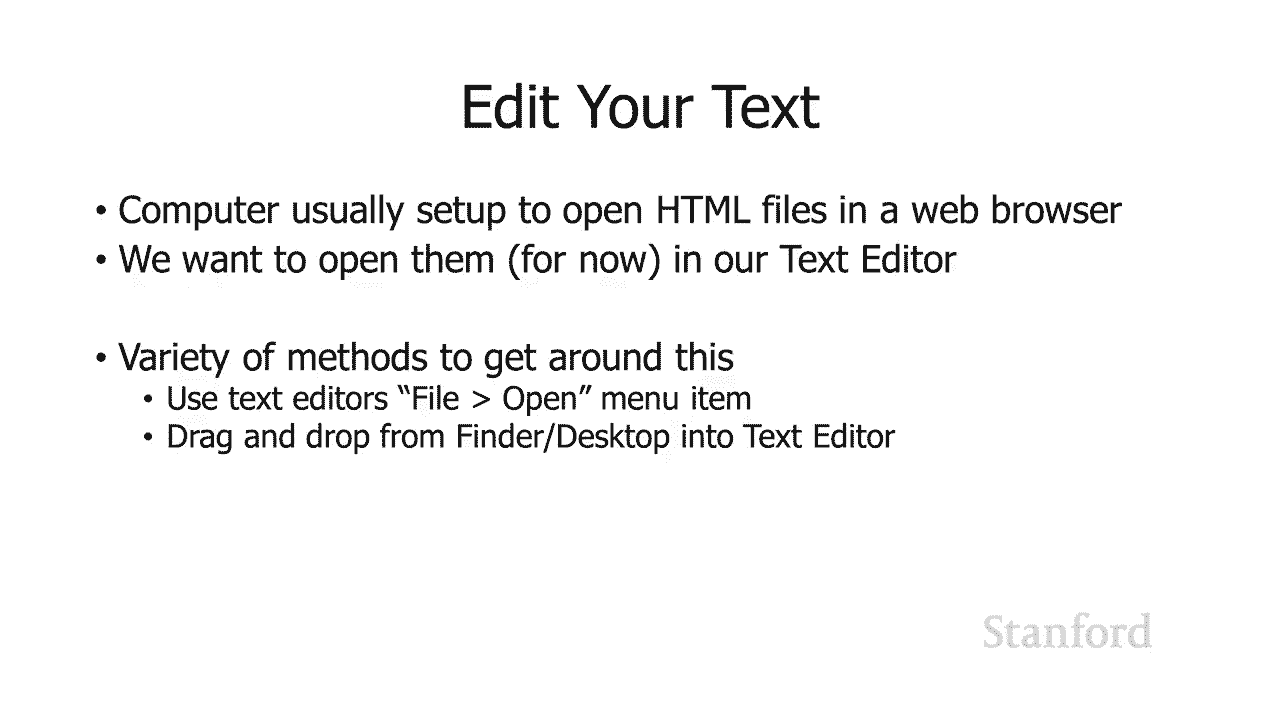 Edit Your Text
• Computer usually setup to open HTML files in a web browser
• We want to open them (for now) in our Text Editor
• Variety of methods to get around this
• Use text editors “File > Open” menu item
• Drag and drop from Finder/Desktop into Text Editor
Stanford